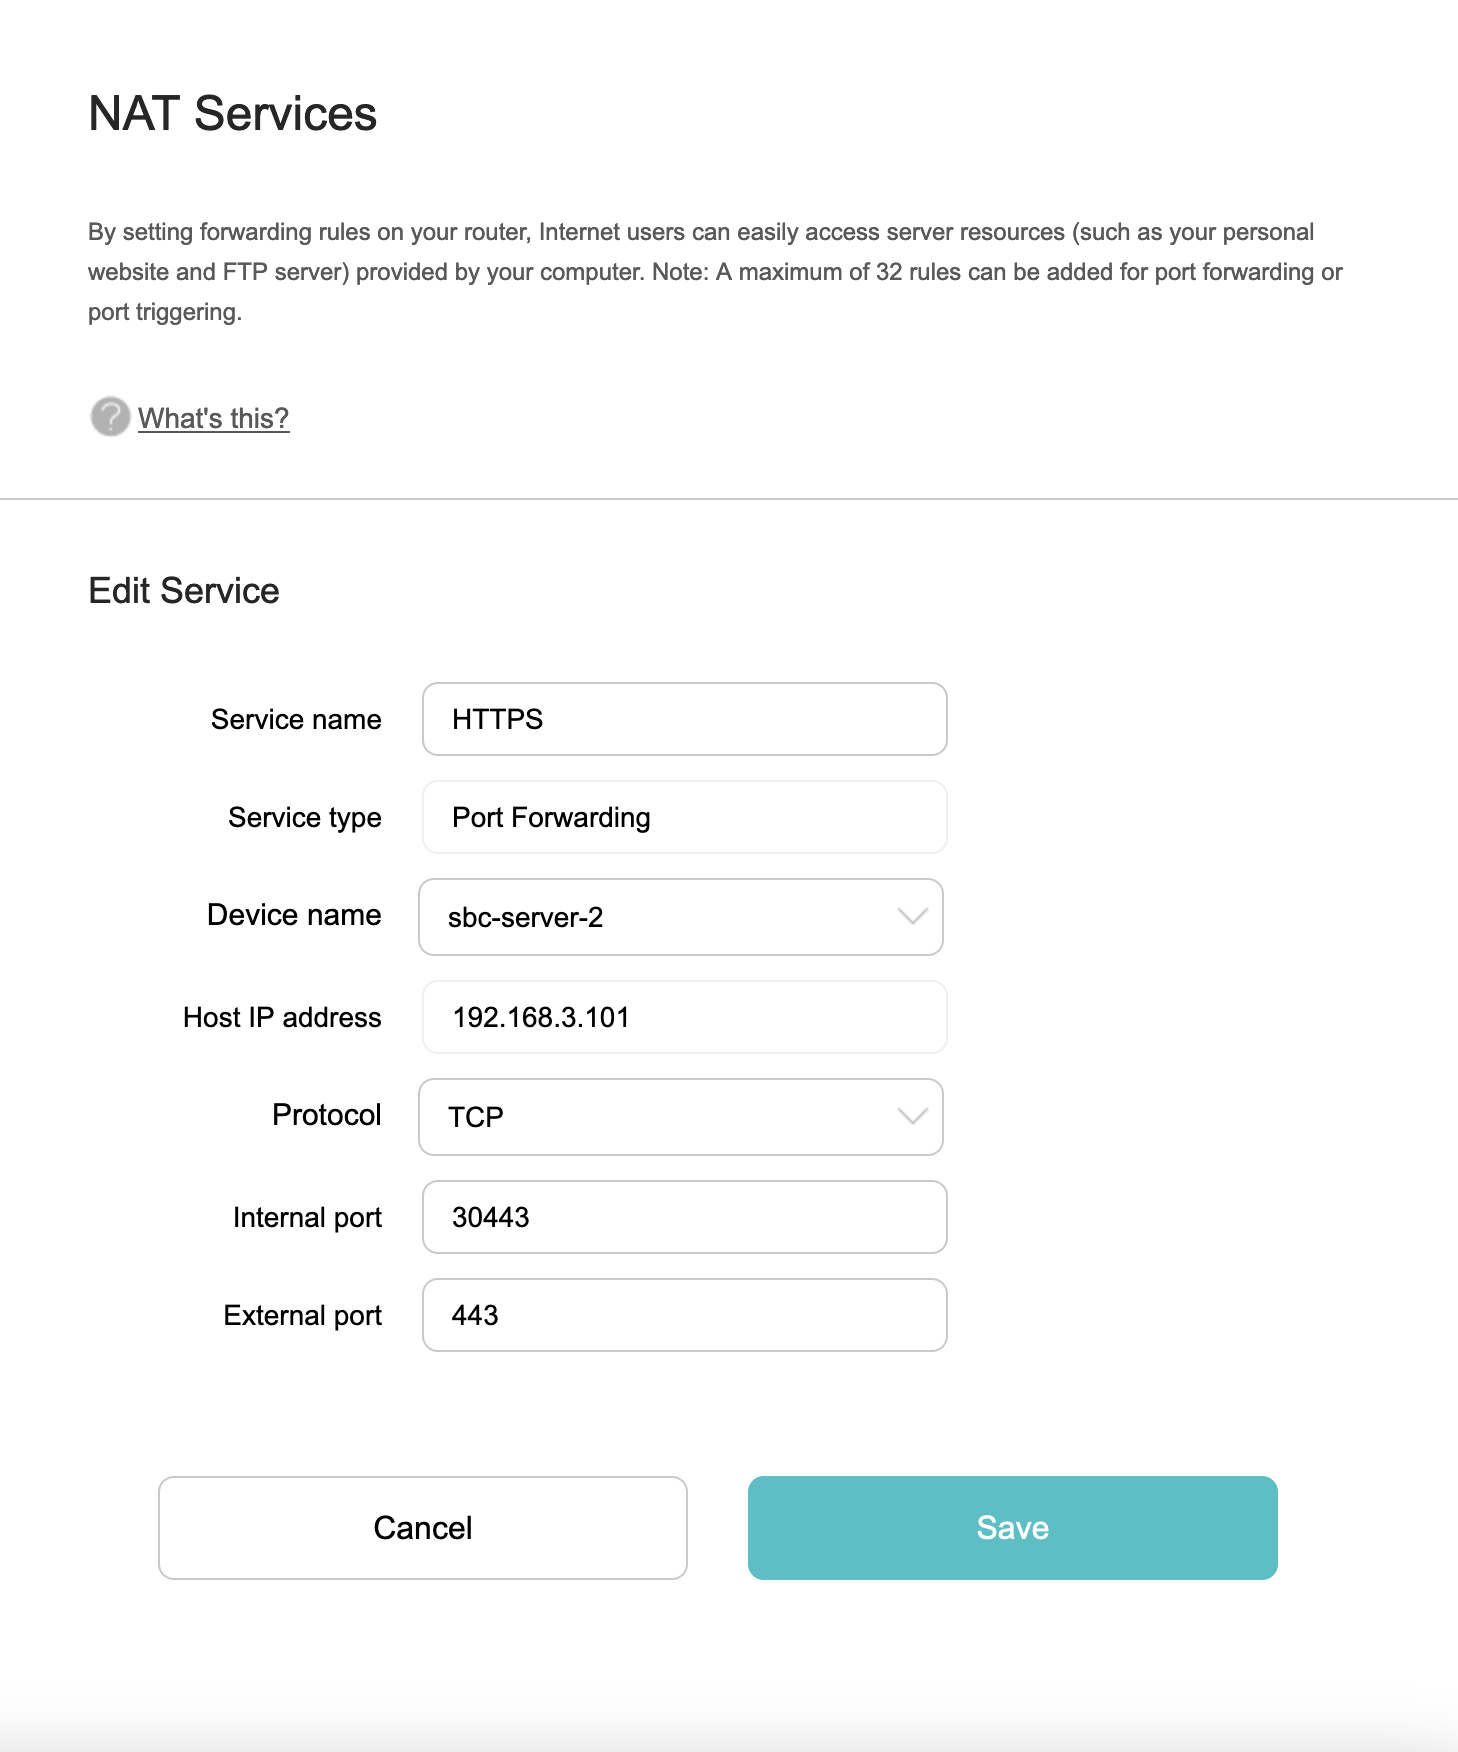 NAT Services
By setting forwarding rules on your router, Internet users can easily access server resources (such as your personal
website and FTP server) provided by your computer. Note: A maximum of 32 rules can be added for port forwarding or
port triggering.
? What's this?
Edit Service
Service name HTTPS
Service type Port Forwarding
Device name sbc-server-2
Host IP address 192.168.3.101
Protocol TCP
Internal port 30443
External port 443
Cancel Save